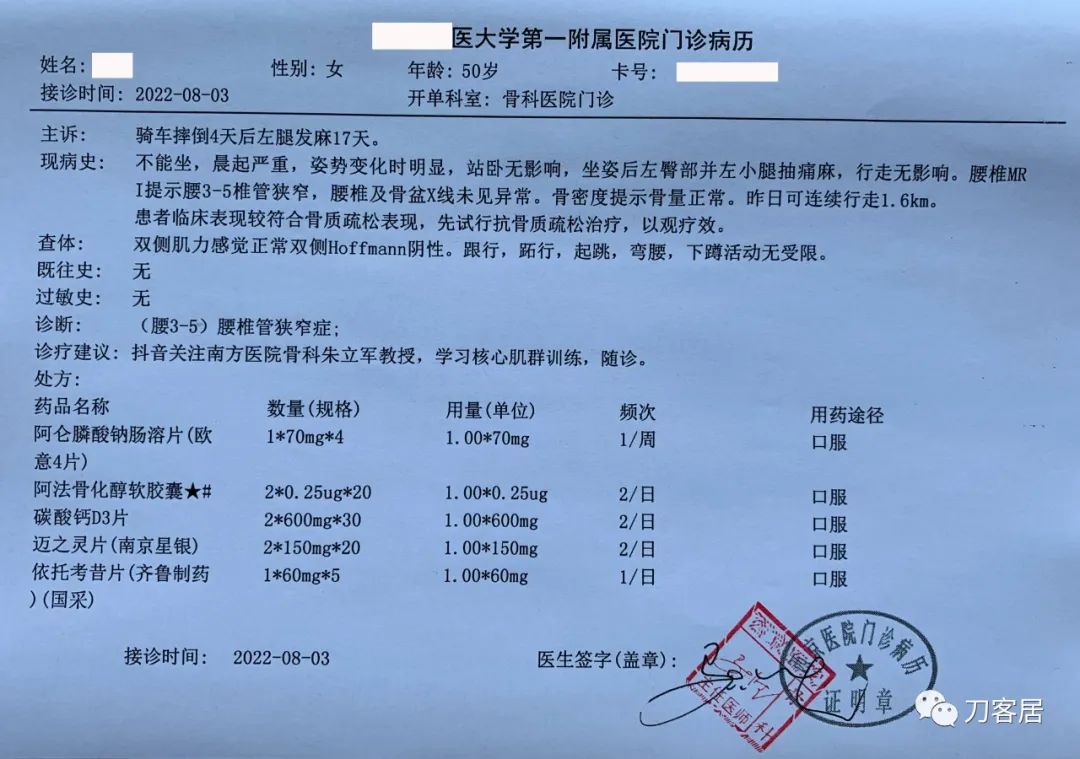 医大学第一附属医院门诊病历
姓名: 性别: 女 年龄: 50岁 卡号:
接诊时间: 2022-08-03 开单科室: 骨科医院门诊
主诉: 骑车摔倒4天后左腿发麻17天。
现病史: 不能坐，晨起严重，姿势变化时明显，站卧无影响，坐姿后左臀部并左小腿抽痛麻，行走无影响。腰椎MR
I提示腰3-5椎管狭窄，腰椎及骨盆X线未见异常。骨密度提示骨量正常。昨日可连续行走1.6km。
患者临床表现较符合骨质疏松表现，先试行抗骨质疏松治疗，以观疗效。
查体: 双侧肌力感觉正常双侧Hoffmann阴性。跟行，跖行，起跳，弯腰，下蹲活动无受限。
既往史: 无
过敏史: 无
诊断: （腰3-5）腰椎管狭窄症;
诊疗建议: 抖音关注南方医院骨科朱立军教授，学习核心肌群训练，随诊。
处方:
药品名称 数量(规格) 用量(单位) 频次 用药途径
阿仑膦酸钠肠溶片(欧 1*70mg*4 1.00*70mg 1/周 口服
意4片)
阿法骨化醇软胶囊★# 2*0.25ug*20 1.00*0.25ug 2/日 口服
碳酸钙D3片 2*600mg*30 1.00*600mg 2/日 口服
迈之灵片(南京星银) 2*150mg*20 1.00*150mg 2/日 口服
依托考昔片(齐鲁制药 1*60mg*5 1.00*60mg 1/日 口服
)(国采)
接诊时间: 2022-08-03 医生签字(盖章):
主任医师
京医院门诊病历
证明章
刀客居